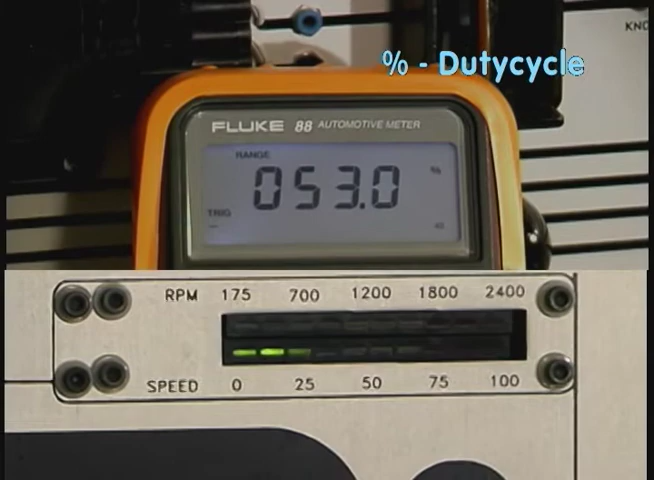 KNO
% - Dutycycle
FLUKE 88 AUTOMOTIVE METER
RANGE
053.0 %
TRIG
RPM 175 700 1200 1800 2400
SPEED 0 25 50 75 100